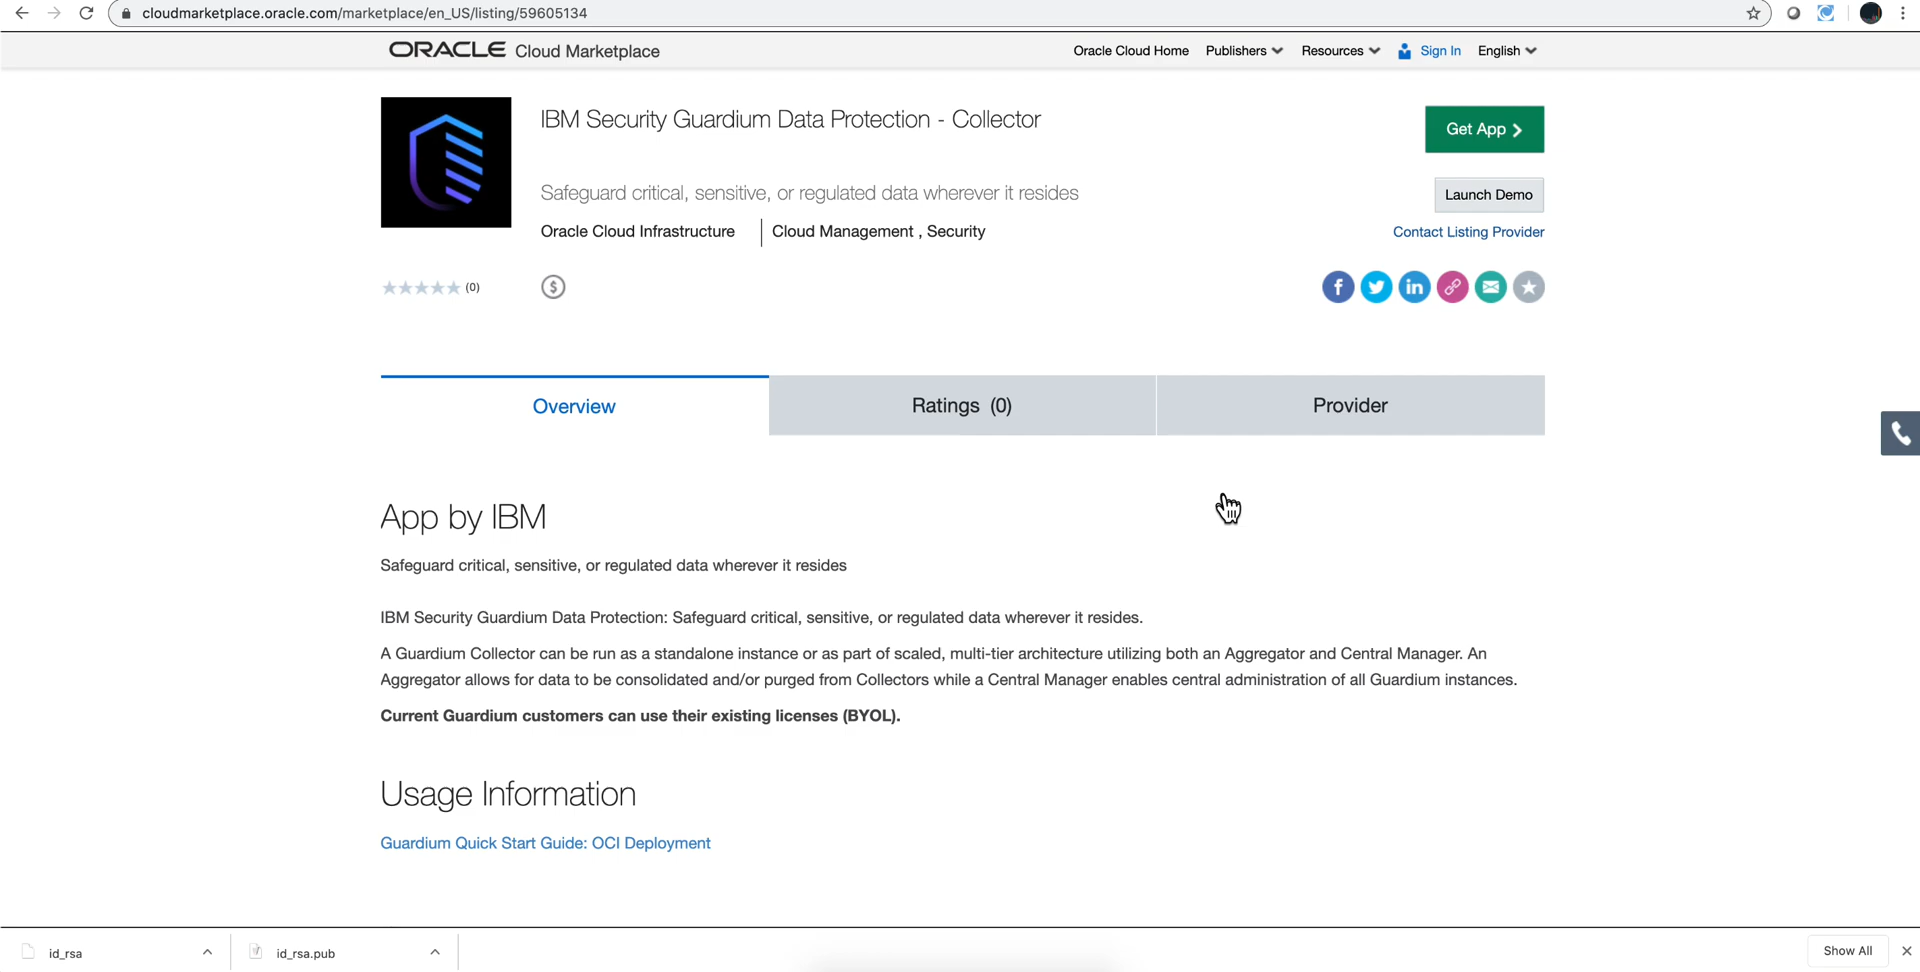 cloudmarketplace.oracle.com/marketplace/en_US/listing/59605134
ORACLE Cloud Marketplace
Oracle Cloud Home Publishers Resources Sign In English
IBM Security Guardium Data Protection - Collector
Get App
Safeguard critical, sensitive, or regulated data wherever it resides
Launch Demo
Oracle Cloud Infrastructure Cloud Management , Security
Contact Listing Provider
(0) $
Overview Ratings (0) Provider
App by IBM
Safeguard critical, sensitive, or regulated data wherever it resides
IBM Security Guardium Data Protection: Safeguard critical, sensitive, or regulated data wherever it resides.
A Guardium Collector can be run as a standalone instance or as part of scaled, multi-tier architecture utilizing both an Aggregator and Central Manager. An
Aggregator allows for data to be consolidated and/or purged from Collectors while a Central Manager enables central administration of all Guardium instances.
Current Guardium customers can use their existing licenses (BYOL).
Usage Information
Guardium Quick Start Guide: OCI Deployment
id_rsa id_rsa.pub Show All